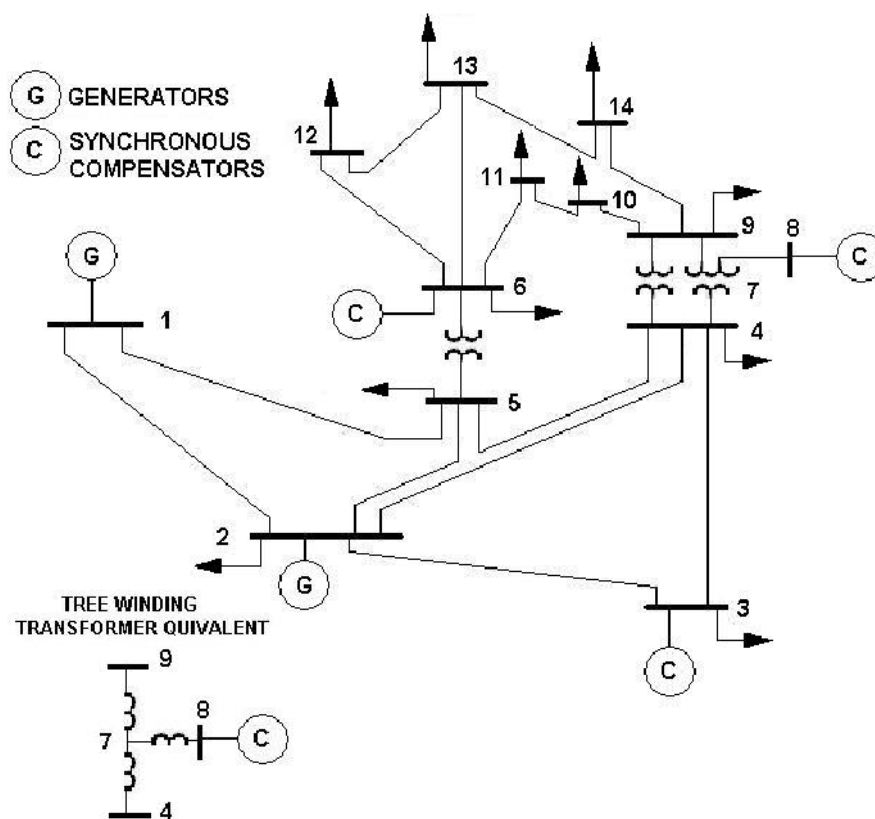 13
14
G GENERATORS
12
C SYNCHRONOUS
COMPENSATORS
11
10
9
8
G
C
6
7
1
C
4
5
2
G
TREE WINDING
TRANSFORMER QUIVALENT
3
9
C
8
7
C
4